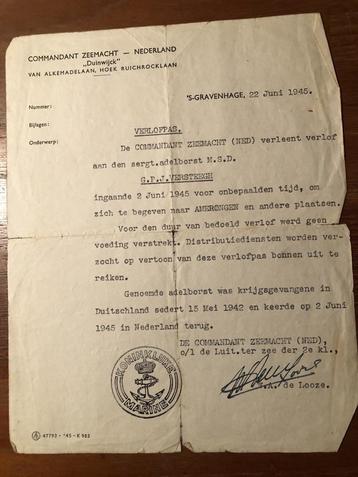 COMMANDANT ZEEMACHT — NEDERLAND
„Duinwijck"
VAN ALKEMADELAAN, HOEK RUICHROCKLAAN
'S-GRAVENHAGE, 22 Juni 1945.
Nummer:
Bijlagen:
Onderwerp:
VERLOFPAS.
De COMMANDANT ZEEMACHT (NED) verleent verlof
aan den sergt.adelborst M.S.D.
G.P.J.VERSTEEGH
ingaande 2 Juni 1945 voor onbepaalden tijd, om
zich te begeven naar AMERONGEN en andere plaatsen.
Voor den duur van bedoeld verlof werd geen
voeding verstrekt. Distributiediensten worden ver-
zocht op vertoon van deze verlofpas bonnen uit te
reiken.
Genoemde adelborst was krijgsgevangene in
Duitschland sedert 15 Mei 1942 en keerde op 2 Juni
1945 in Nederland terug.
DE COMMANDANT ZEEMACHT (NED),
o/l de Luit.ter zee der 2e kl.,
A. de Looze.
KONINKLIJKE
MARINE
47793 - '45 - K 983